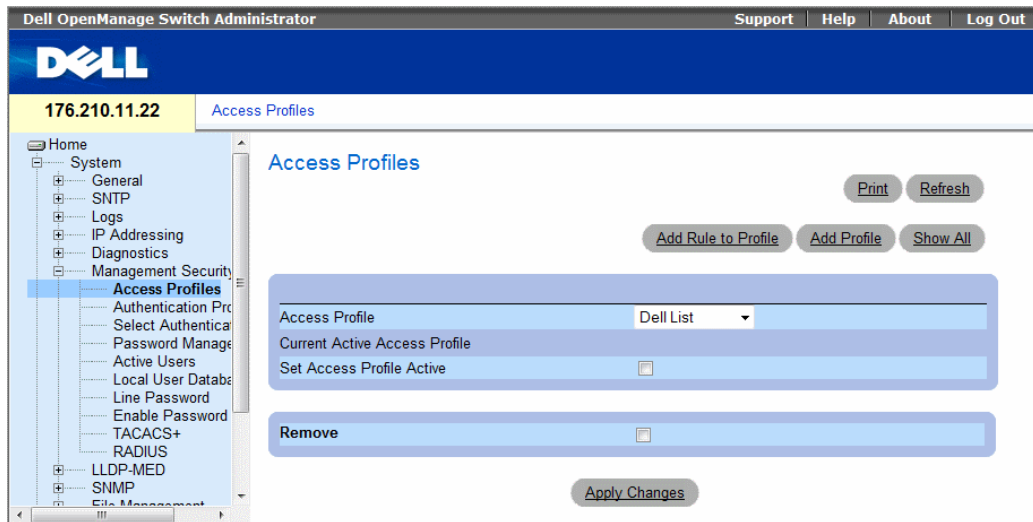 Dell OpenManage Switch Administrator Support Help About Log Out
DELL
176.210.11.22 Access Profiles
Home
System
General
SNTP
Logs
IP Addressing
Diagnostics
Management Security
Access Profiles
Authentication Pro
Select Authenticat
Password Manage
Active Users
Local User Databa
Line Password
Enable Password
TACACS+
RADIUS
LLDP-MED
SNMP
File Management
Access Profiles
Print Refresh
Add Rule to Profile Add Profile Show All
Access Profile Dell List
Current Active Access Profile
Set Access Profile Active
Remove
Apply Changes